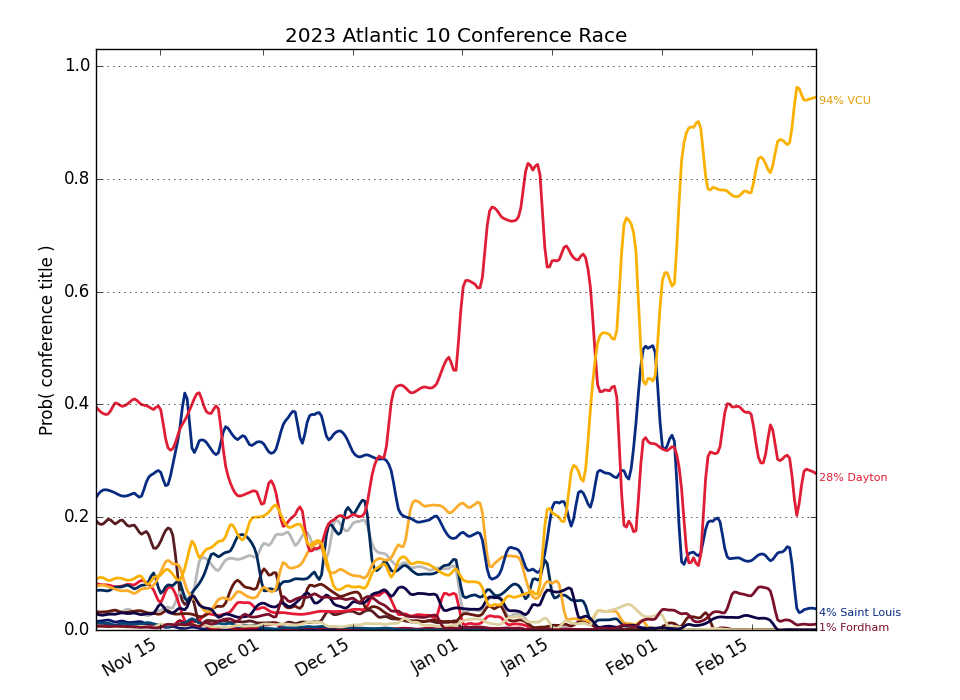 2023 Atlantic 10 Conference Race
Prob( conference title )
1.0
0.8
0.6
0.4
0.2
0.0
Nov 15
Dec 01
Dec 15
Jan 01
Jan 15
Feb 01
Feb 15
94% VCU
28% Dayton
4% Saint Louis
1% Fordham